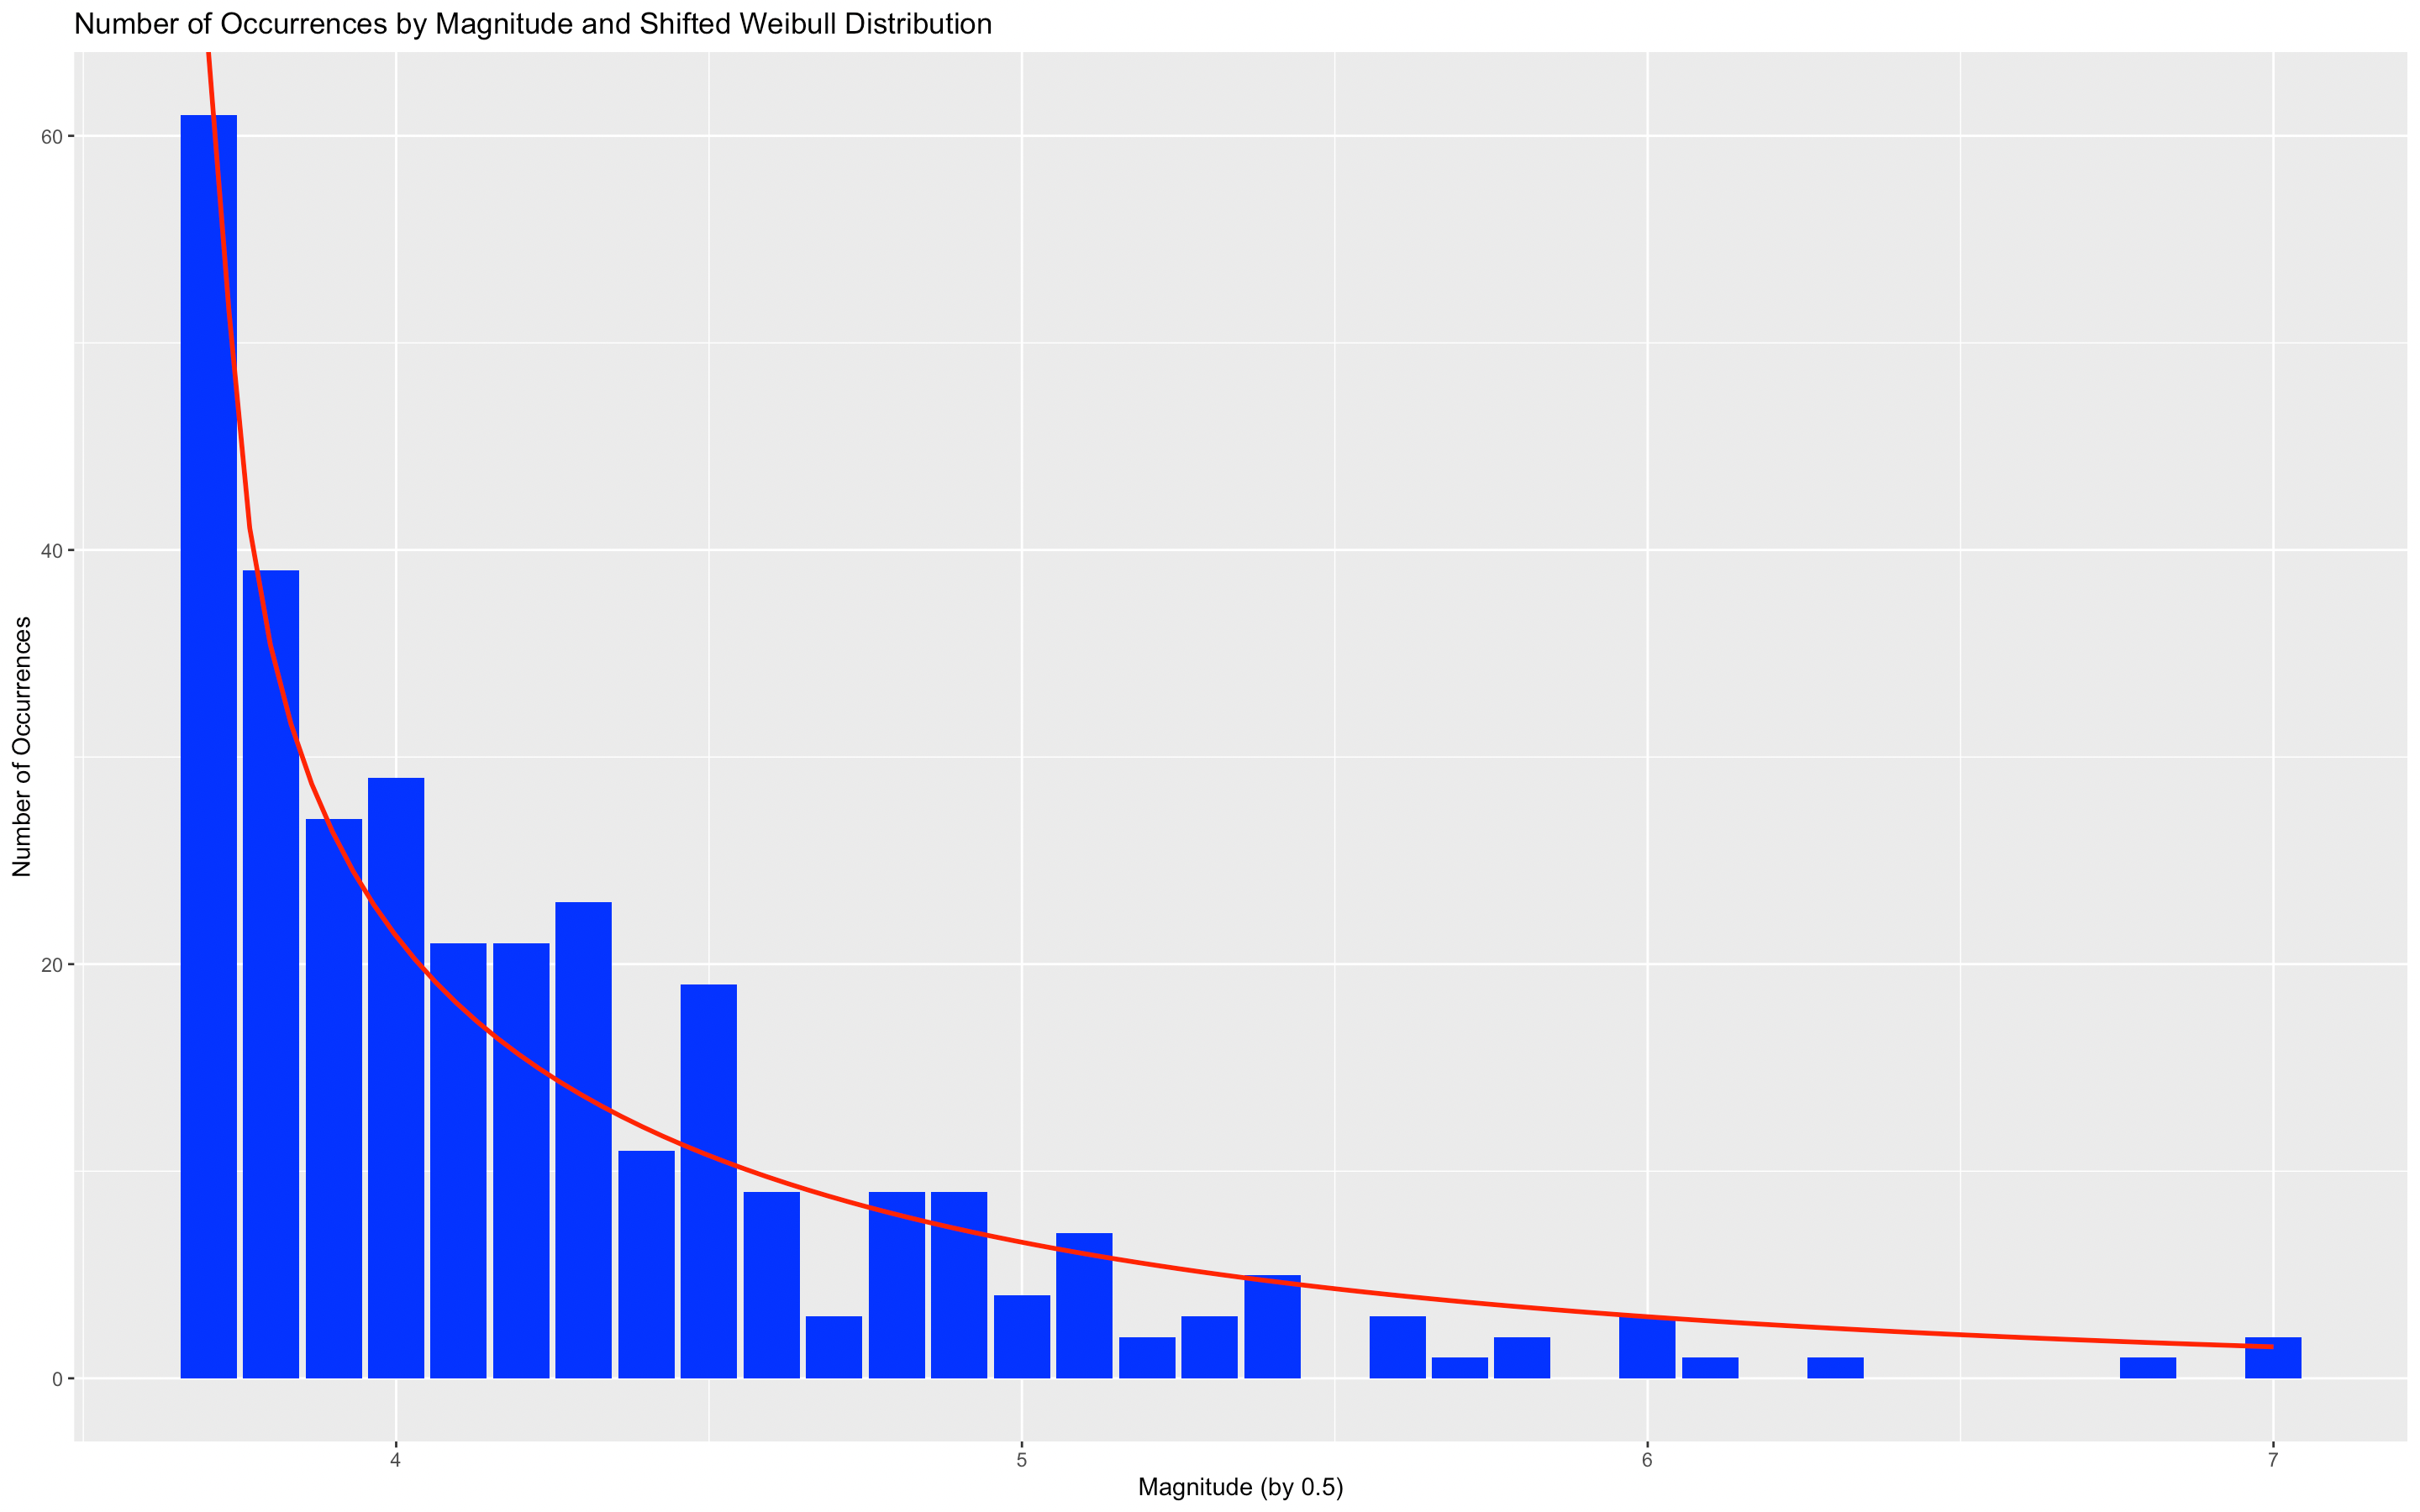 Number of Occurrences by Magnitude and Shifted Weibull Distribution
Number of Occurrences
60
40
20
0
4 5 6 7
Magnitude (by 0.5)